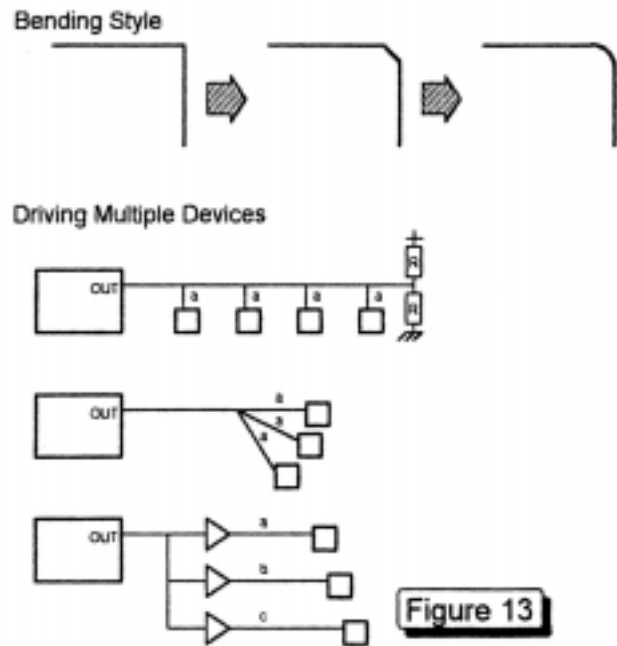 Bending Style
Driving Multiple Devices
R
OUT
a a a a
R
OUT
a
a
a
OUT
a
b
c
Figure 13